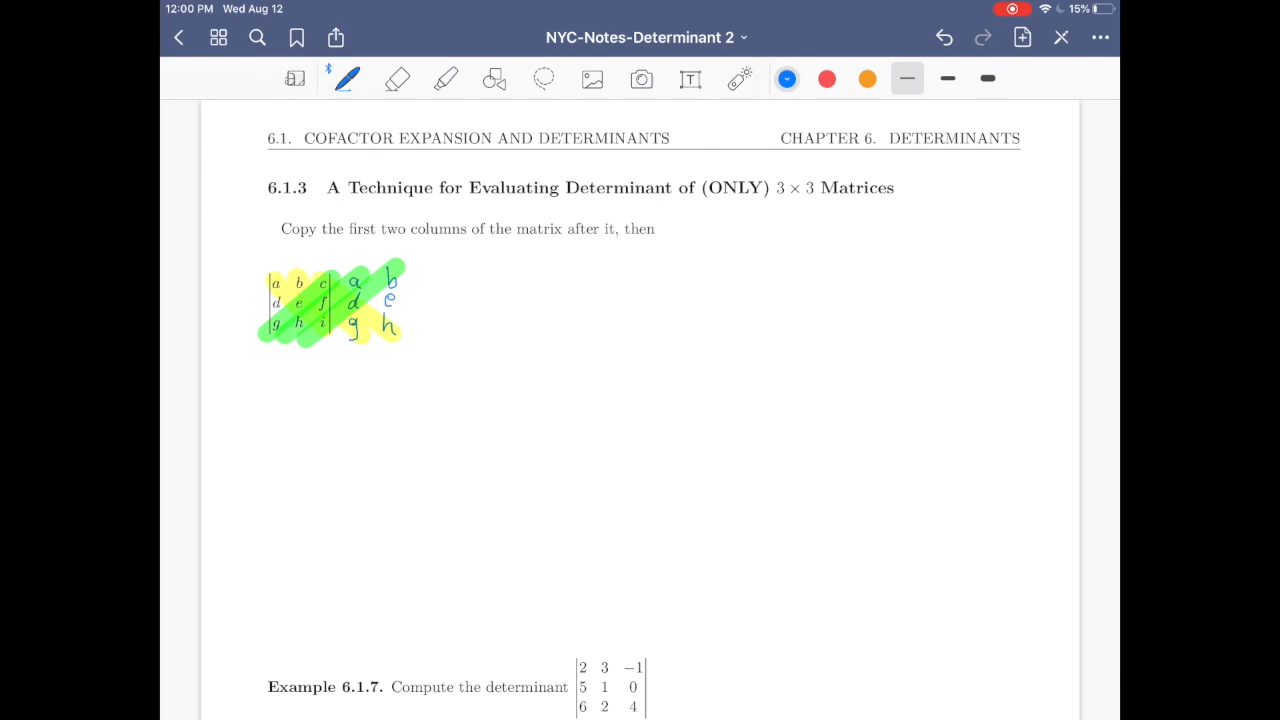 12:00 PM Wed Aug 12 15%
NYC-Notes-Determinant 2
T
6.1. COFACTOR EXPANSION AND DETERMINANTS CHAPTER 6. DETERMINANTS
6.1.3 A Technique for Evaluating Determinant of (ONLY) 3 × 3 Matrices
Copy the first two columns of the matrix after it, then
|a b c| a b
|d e f| d e
|g h i| g h
|2 3 −1|
Example 6.1.7. Compute the determinant |5 1 0|
|6 2 4|